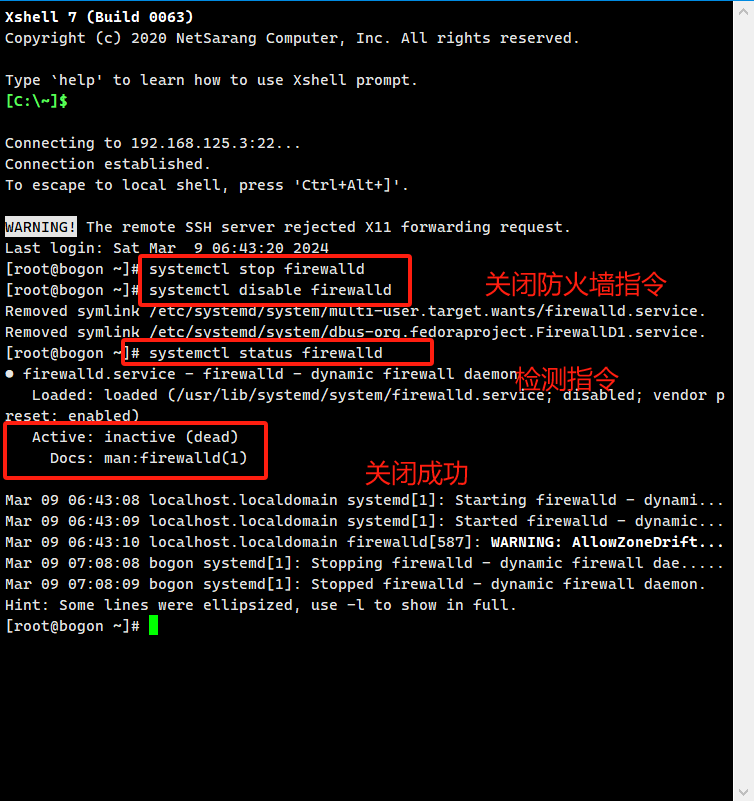 Xshell 7 (Build 0063)
Copyright (c) 2020 NetSarang Computer, Inc. All rights reserved.
Type `help' to learn how to use Xshell prompt.
[C:\~]$
Connecting to 192.168.125.3:22...
Connection established.
To escape to local shell, press 'Ctrl+Alt+]'.
WARNING! The remote SSH server rejected X11 forwarding request.
Last login: Sat Mar  9 06:43:20 2024
[root@bogon ~]# systemctl stop firewalld
[root@bogon ~]# systemctl disable firewalld
关闭防火墙指令
Removed symlink /etc/systemd/system/multi-user.target.wants/firewalld.service.
Removed symlink /etc/systemd/system/dbus-org.fedoraproject.FirewallD1.service.
[root@bogon ~]# systemctl status firewalld
● firewalld.service - firewalld - dynamic firewall daemon
检测指令
Loaded: loaded (/usr/lib/systemd/system/firewalld.service; disabled; vendor p
reset: enabled)
Active: inactive (dead)
Docs: man:firewalld(1)
关闭成功
Mar 09 06:43:08 localhost.localdomain systemd[1]: Starting firewalld - dynami...
Mar 09 06:43:09 localhost.localdomain systemd[1]: Started firewalld - dynamic...
Mar 09 06:43:10 localhost.localdomain firewalld[587]: WARNING: AllowZoneDrift...
Mar 09 07:08:08 bogon systemd[1]: Stopping firewalld - dynamic firewall dae.....
Mar 09 07:08:09 bogon systemd[1]: Stopped firewalld - dynamic firewall daemon.
Hint: Some lines were ellipsized, use -l to show in full.
[root@bogon ~]#